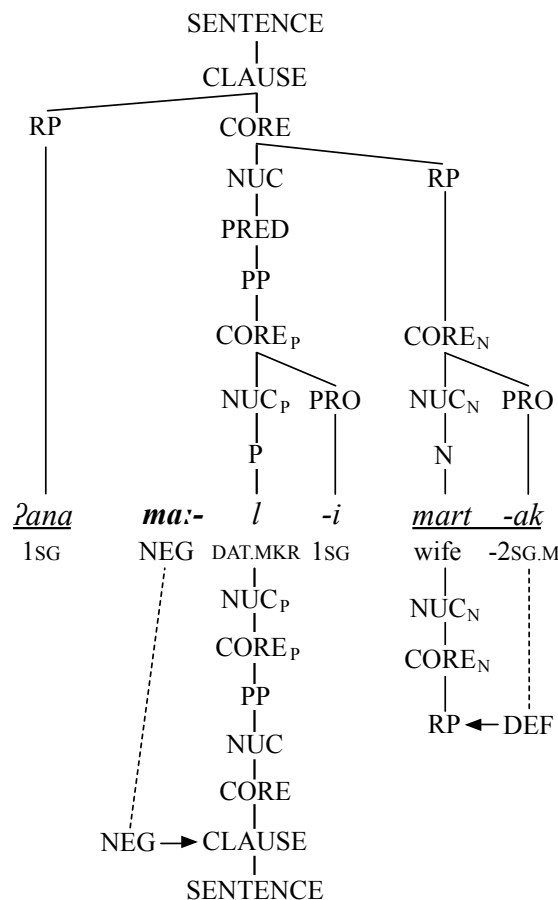 SENTENCE
CLAUSE
RP CORE
NUC RP
PRED
PP
COREP COREN
NUCP PRO NUCN PRO
P N
ʔana ma:- l -i mart -ak
1SG NEG DAT.MKR 1SG wife -2SG.M
NUCP NUCN
COREP COREN
PP
RP DEF
NUC
CORE
NEG CLAUSE
SENTENCE